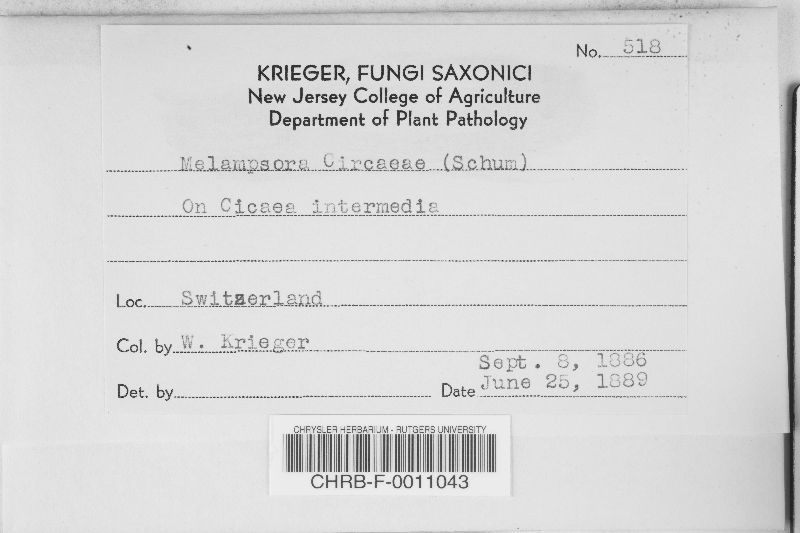 No. 518
KRIEGER, FUNGI SAXONICI
New Jersey College of Agriculture
Department of Plant Pathology
Melampsora Circaeae (Schum)
On Cicaea intermedia
Loc. Switzerland
Col. by W. Krieger
Sept. 8, 1886
Det. by Date June 25, 1889
CHRYSLER HERBARIUM - RUTGERS UNIVERSITY
CHRB-F-0011043